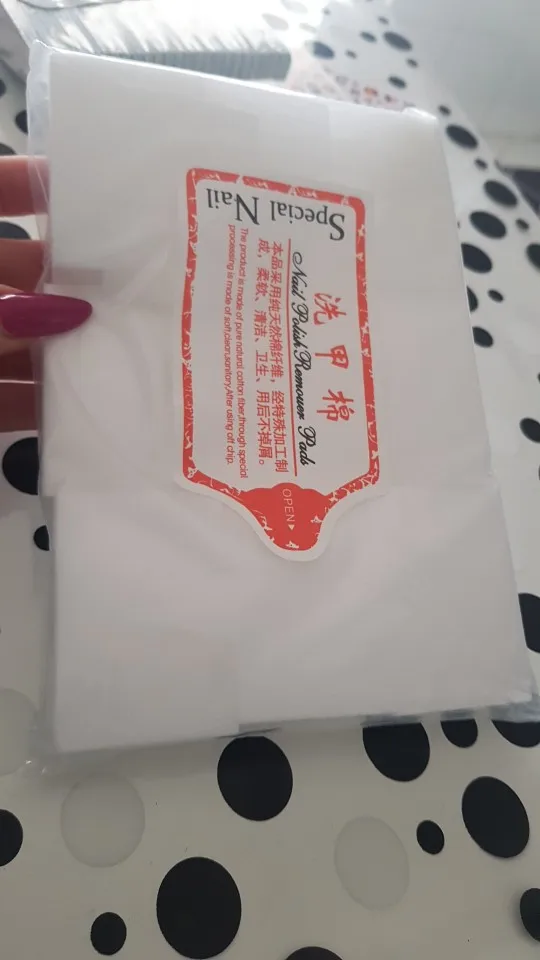 Special Nail
洗甲棉
Nail Polish Remouer Pads
本品采用纯天然棉纤维，经特殊加工制
成，柔软、清洁、卫生、用后不掉屑。
The product is made of pure natural cotton fiber,through special
processing is made of soft,clean,sanitary,After using off chip.
OPEN